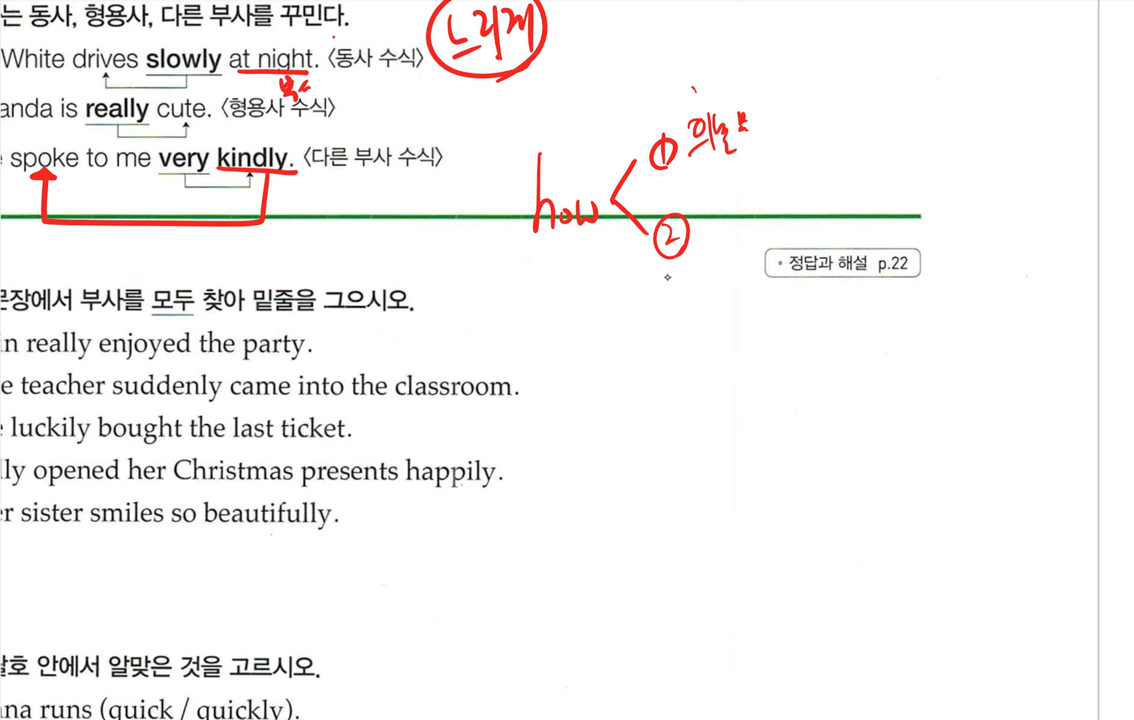 는 동사, 형용사, 다른 부사를 꾸민다.
느리게
White drives slowly at night. 〈동사 수식〉
anda is really cute. 〈형용사 수식〉
spoke to me very kindly. 〈다른 부사 수식〉
how
①
②
• 정답과 해설 p.22
문장에서 부사를 모두 찾아 밑줄을 그으시오.
in really enjoyed the party.
e teacher suddenly came into the classroom.
luckily bought the last ticket.
lly opened her Christmas presents happily.
er sister smiles so beautifully.
괄호 안에서 알맞은 것을 고르시오.
na runs (quick / quickly).